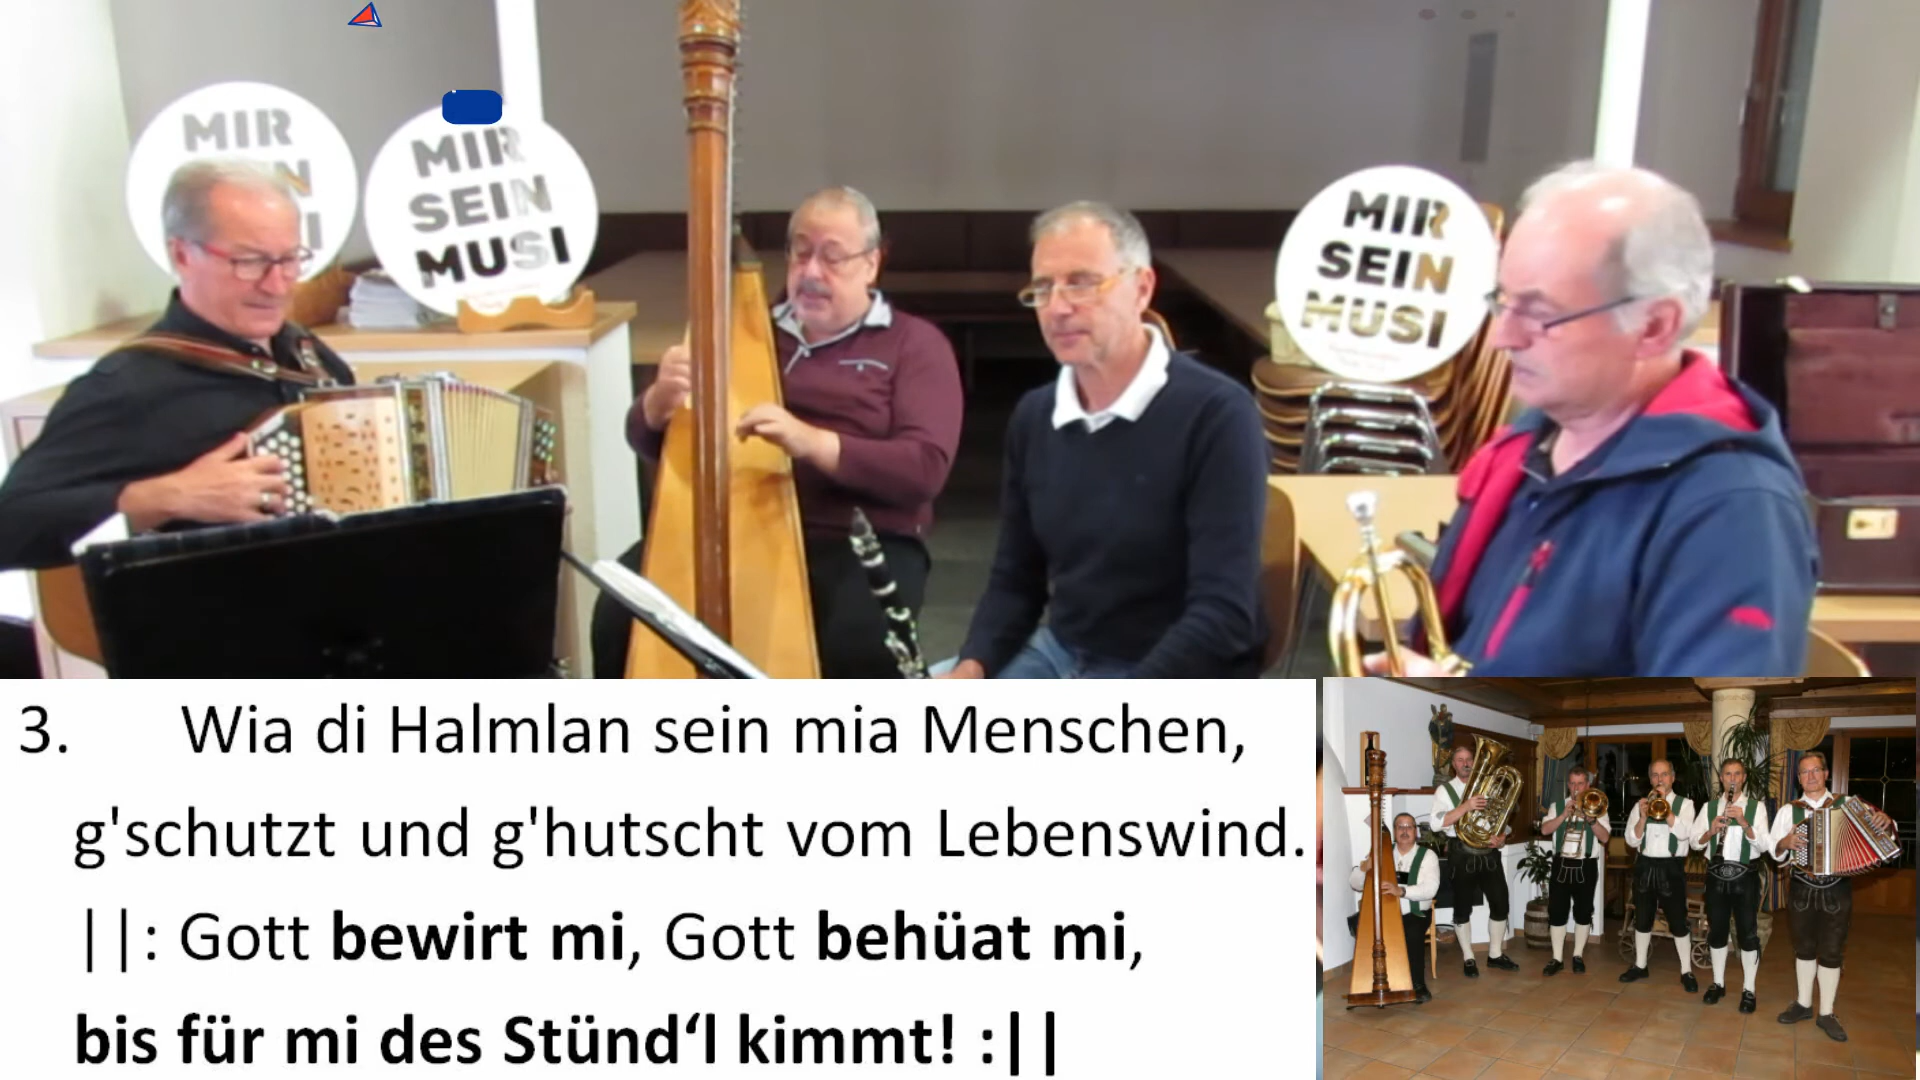 MIR
MIR
SEIN
MUSI
MIR
SEIN
MUSI
3. Wia di Halmlan sein mia Menschen,
g'schutzt und g'hutscht vom Lebenswind.
||: Gott bewirt mi, Gott behüat mi,
bis für mi des Stünd‘l kimmt! :||